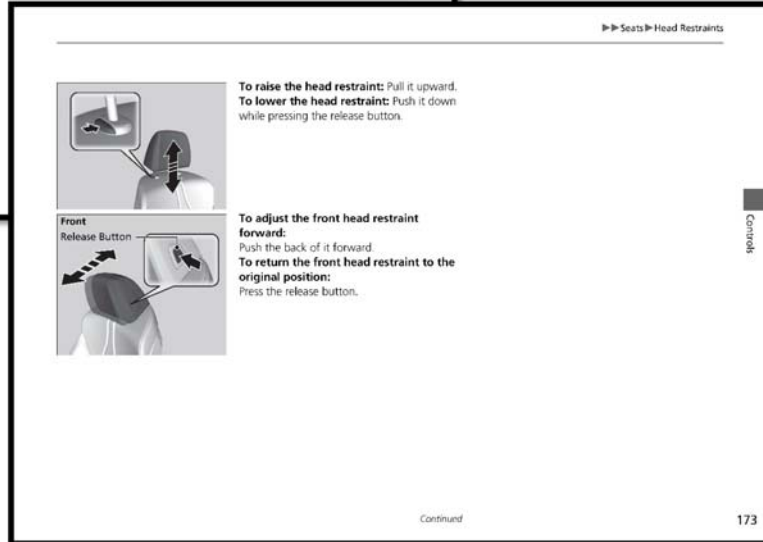 ▶▶Seats▶Head Restraints
To raise the head restraint: Pull it upward.
To lower the head restraint: Push it down
while pressing the release button.
Front
Release Button
To adjust the front head restraint
forward:
Push the back of it forward.
To return the front head restraint to the
original position:
Press the release button.
Controls
Continued
173